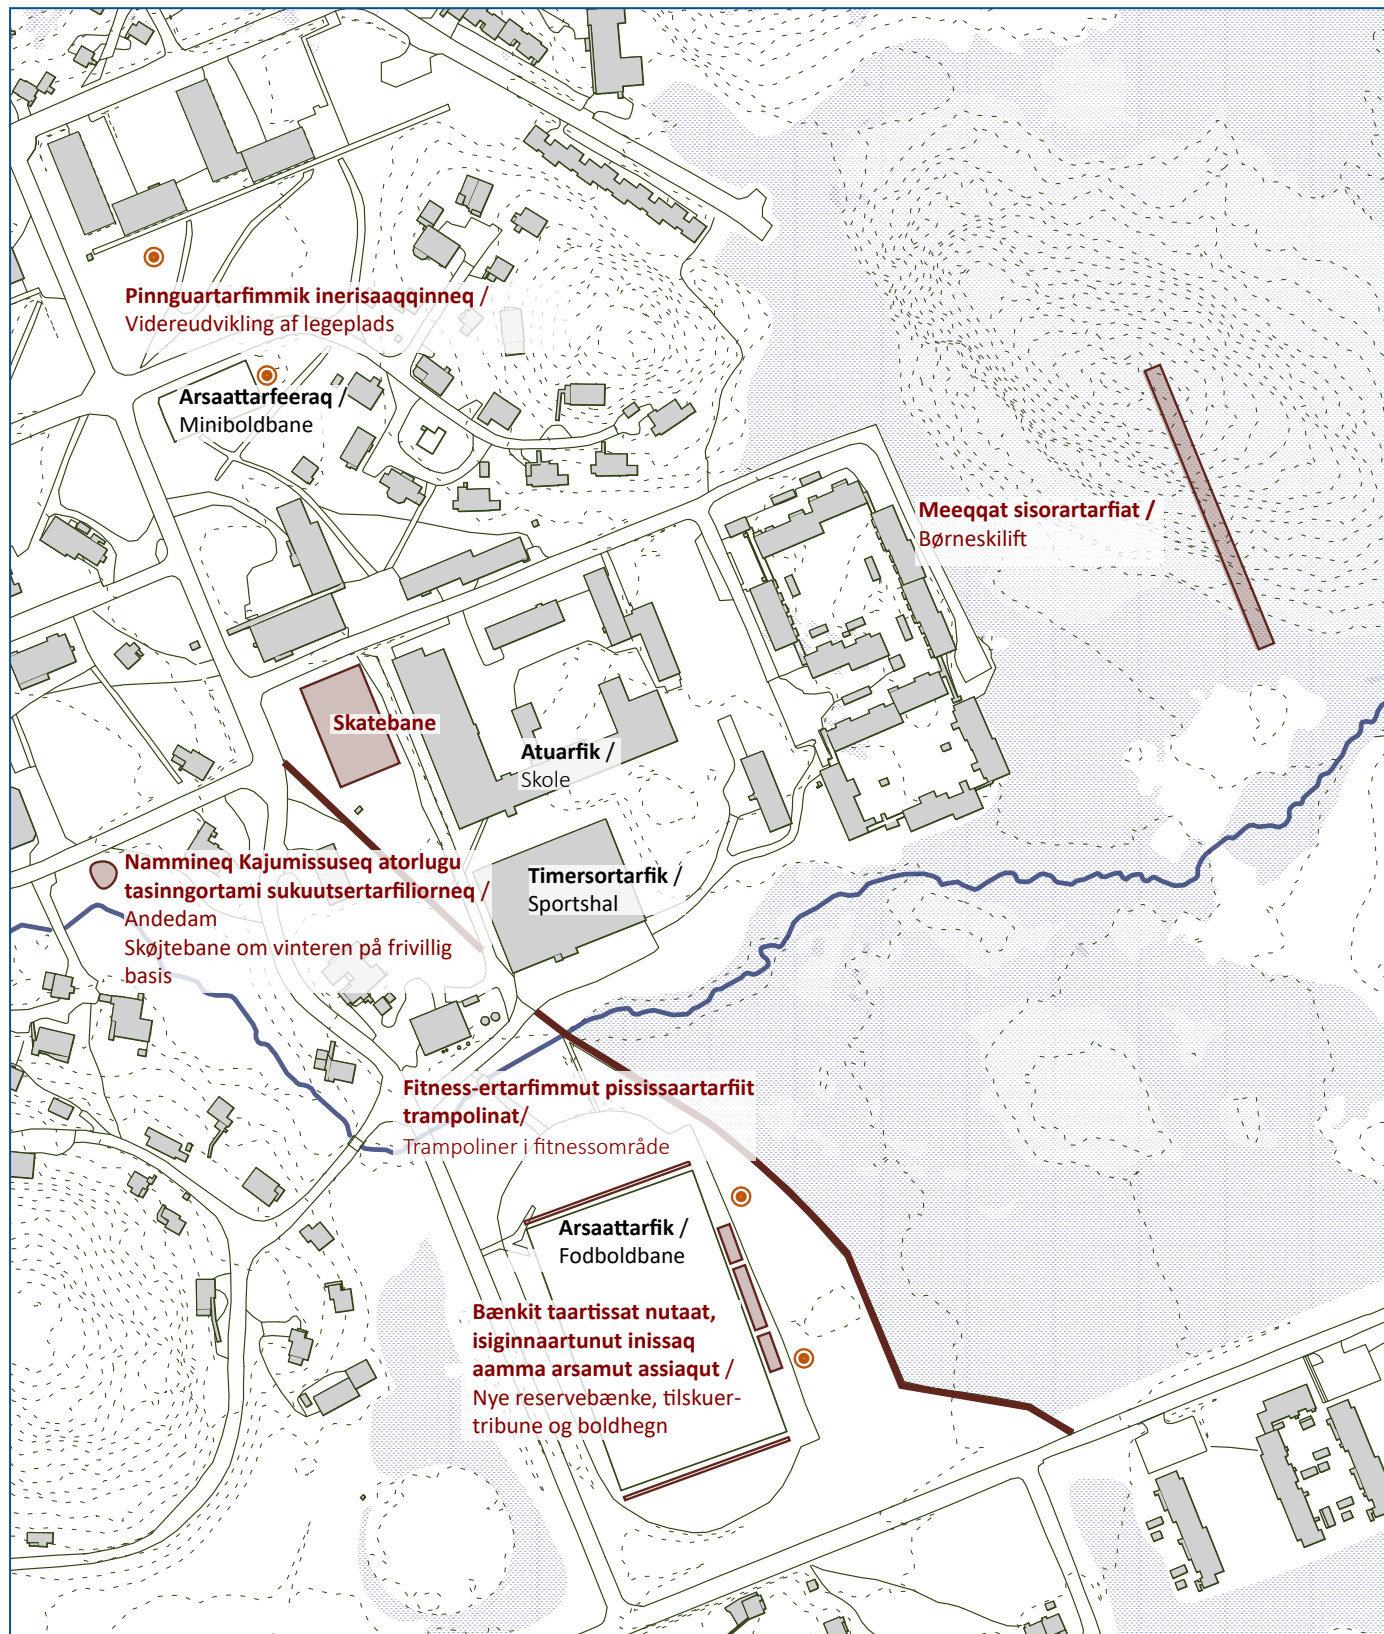 Pinnguartarfimmik inerisaaqqinneq /
Videreudvikling af legeplads
Arsaattarfeeraq /
Miniboldbane
Meeqqat sisorartarfiat /
Børneskilift
Skatebane
Atuarfik /
Skole
Nammineq Kajumissuseq atorlugu
tasinngortami sukuutsertarfiliorneq /
Andedam
Skøjtebane om vinteren på frivillig
basis
Timersortarfik /
Sportshal
Fitness-ertarfimmut pississaartarfiit
trampolinat/
Trampoliner i fitnessområde
Arsaattarfik /
Fodboldbane
Bænkit taartissat nutaat,
isiginnaartunut inissaq
aamma arsamut assiaqut /
Nye reservebænke, tilskuer-
tribune og boldhegn